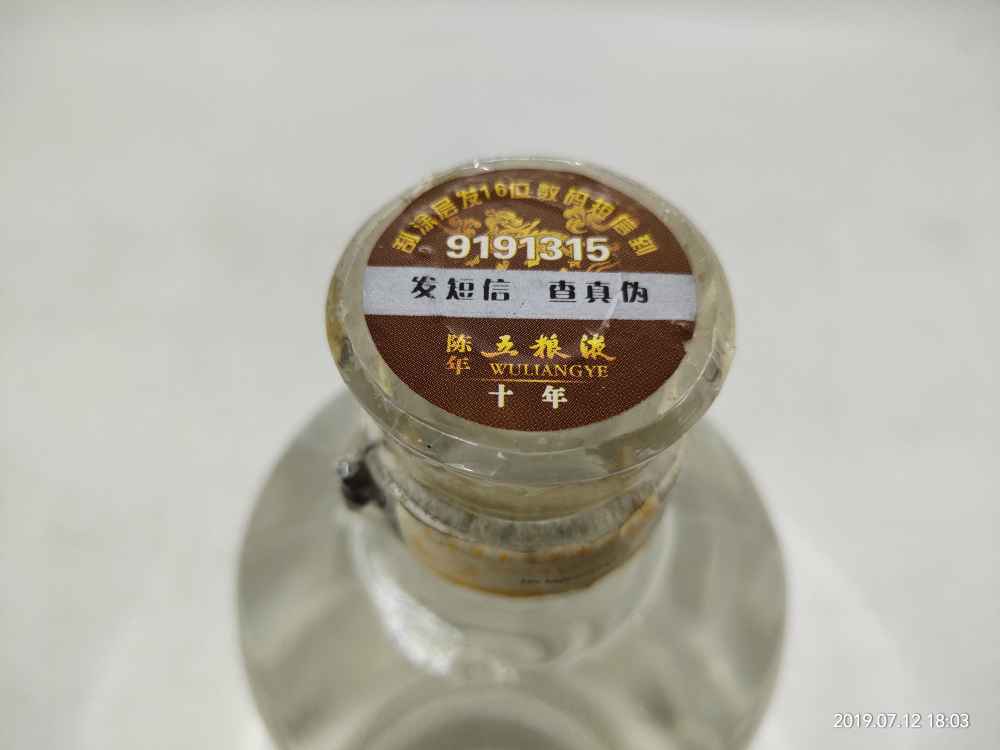 刮涂层发16位数码短信到
9191315
发短信 查真伪
陈年 五粮液
WULIANGYE
十年
2019.07.12 18:03